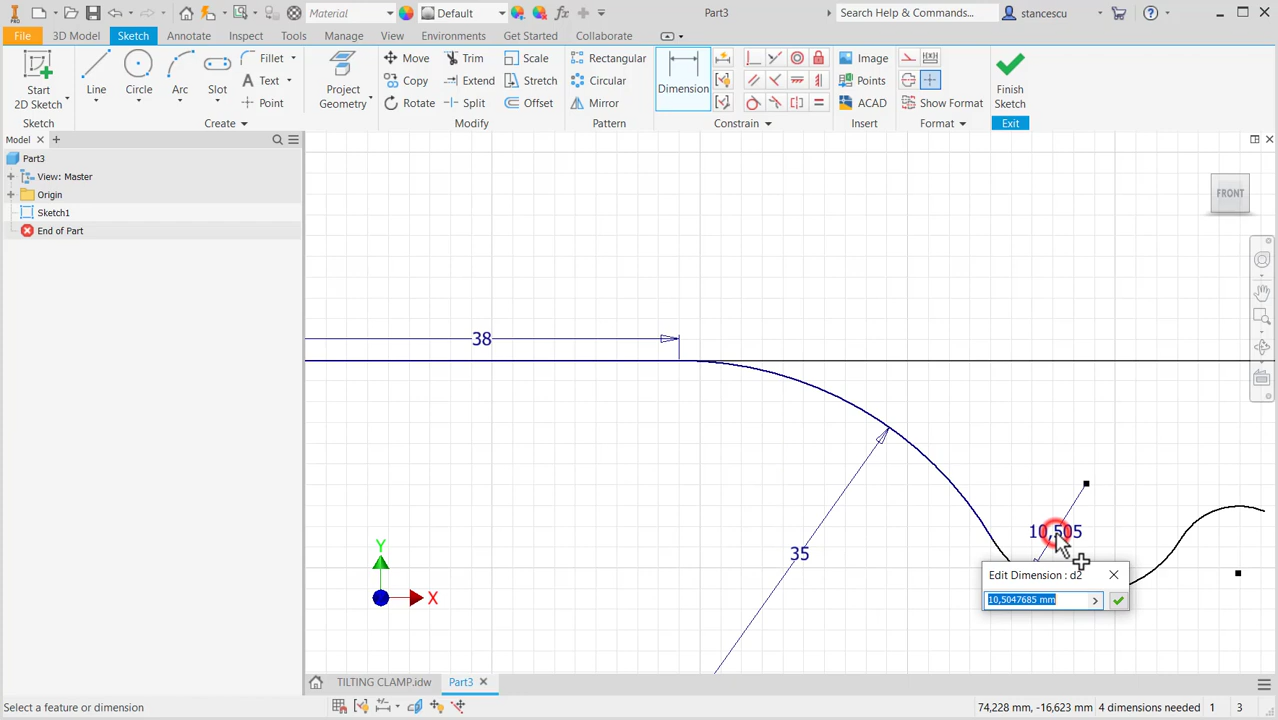 PRO
Material
Default
fx
Part3
Search Help & Commands...
stancescu
File
3D Model
Sketch
Annotate
Inspect
Tools
Manage
View
Environments
Get Started
Collaborate
Start
2D Sketch
Line
Circle
Arc
Slot
Fillet
Text
Point
Project
Geometry
Move
Copy
Rotate
Trim
Extend
Split
Scale
Stretch
Offset
Rectangular
Circular
Mirror
Dimension
Image
Points
ACAD
Show Format
Finish
Sketch
Sketch
Create
Modify
Pattern
Constrain
Insert
Format
Exit
Model
Part3
View: Master
Origin
Sketch1
End of Part
FRONT
38
10,505
35
Edit Dimension : d2
10,5047685 mm
Y
X
TILTING CLAMP.idw
Part3
Select a feature or dimension
74,228 mm, -16,623 mm
4 dimensions needed
1
3